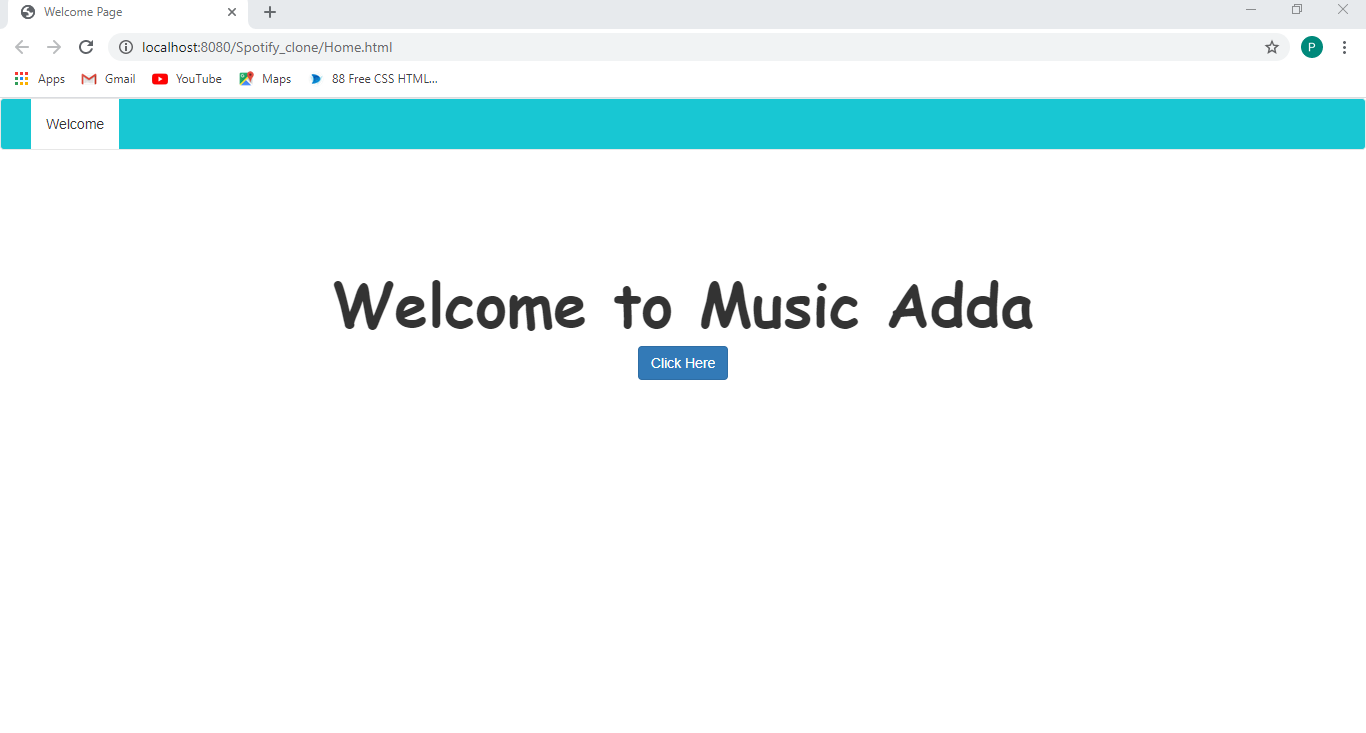 Welcome Page
localhost:8080/Spotify_clone/Home.html
P
Apps Gmail YouTube Maps 88 Free CSS HTML...
Welcome
Welcome to Music Adda
Click Here